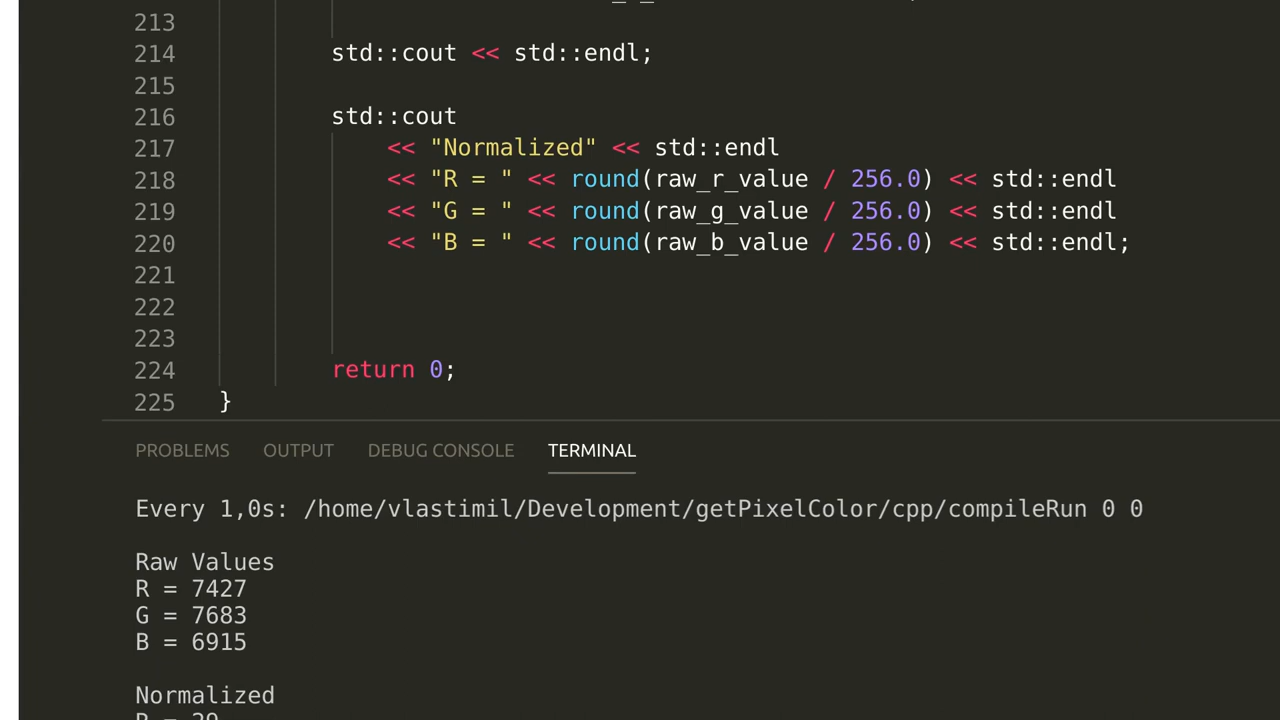 213
214 std::cout << std::endl;
215
216 std::cout
217 << "Normalized" << std::endl
218 << "R = " << round(raw_r_value / 256.0) << std::endl
219 << "G = " << round(raw_g_value / 256.0) << std::endl
220 << "B = " << round(raw_b_value / 256.0) << std::endl;
221
222
223
224 return 0;
225 }
PROBLEMS OUTPUT DEBUG CONSOLE TERMINAL
Every 1,0s: /home/vlastimil/Development/getPixelColor/cpp/compileRun 0 0
Raw Values
R = 7427
G = 7683
B = 6915
Normalized
R = 29